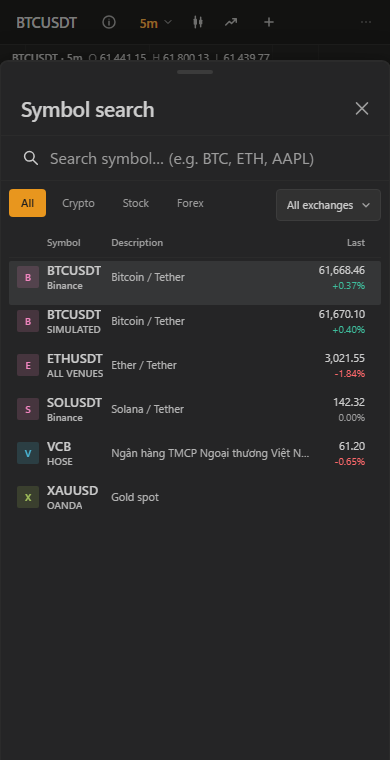 BTCUSDT 5m
BTCUSDT · 5m O 61,441.15 H 61,800.13 L 61,439.77
Symbol search
Search symbol... (e.g. BTC, ETH, AAPL)
All Crypto Stock Forex All exchanges
Symbol Description Last
B BTCUSDT Binance Bitcoin / Tether 61,668.46 +0.37%
B BTCUSDT SIMULATED Bitcoin / Tether 61,670.10 +0.40%
E ETHUSDT ALL VENUES Ether / Tether 3,021.55 -1.84%
S SOLUSDT Binance Solana / Tether 142.32 0.00%
V VCB HOSE Ngân hàng TMCP Ngoại thương Việt N... 61.20 -0.65%
X XAUUSD OANDA Gold spot